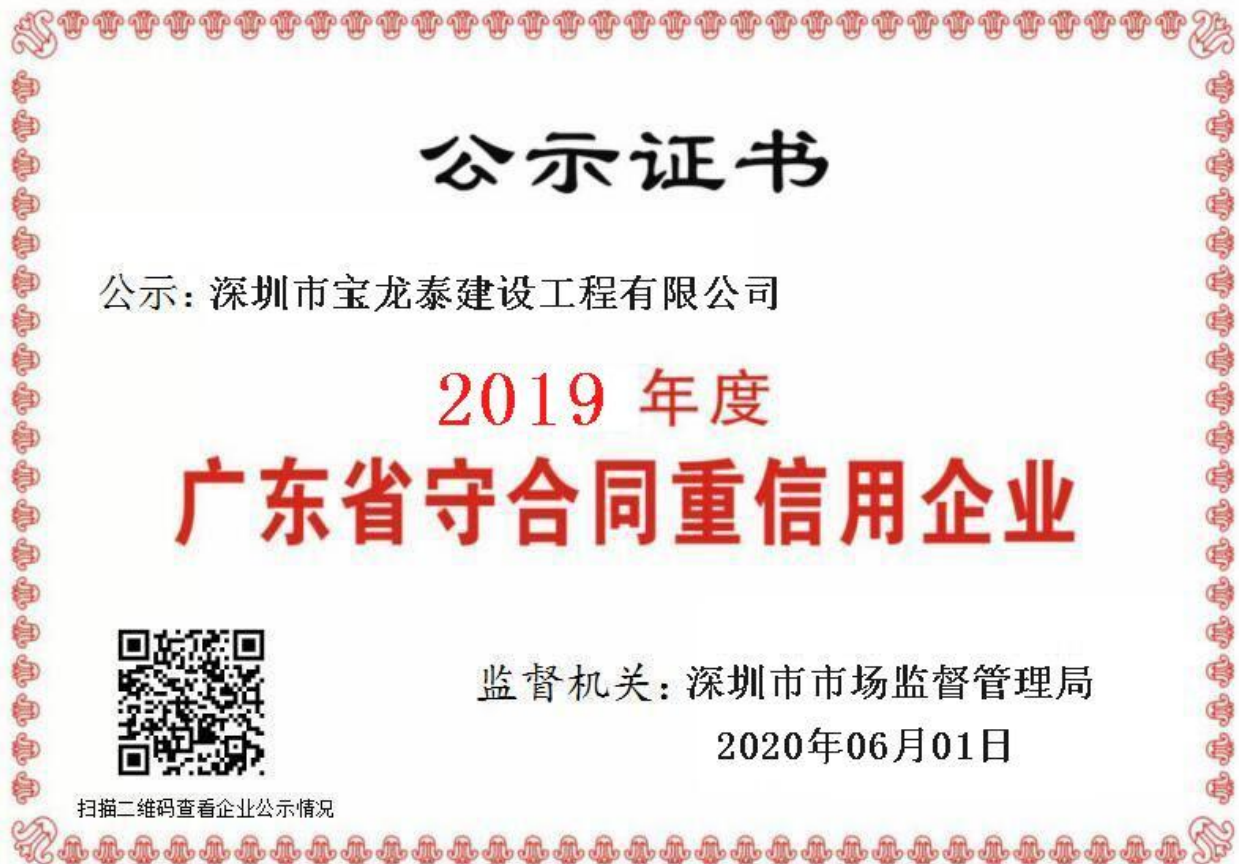 公示证书
公示：深圳市宝龙泰建设工程有限公司
2019 年度
广东省守合同重信用企业
监督机关：深圳市市场监督管理局
2020年06月01日
扫描二维码查看企业公示情况